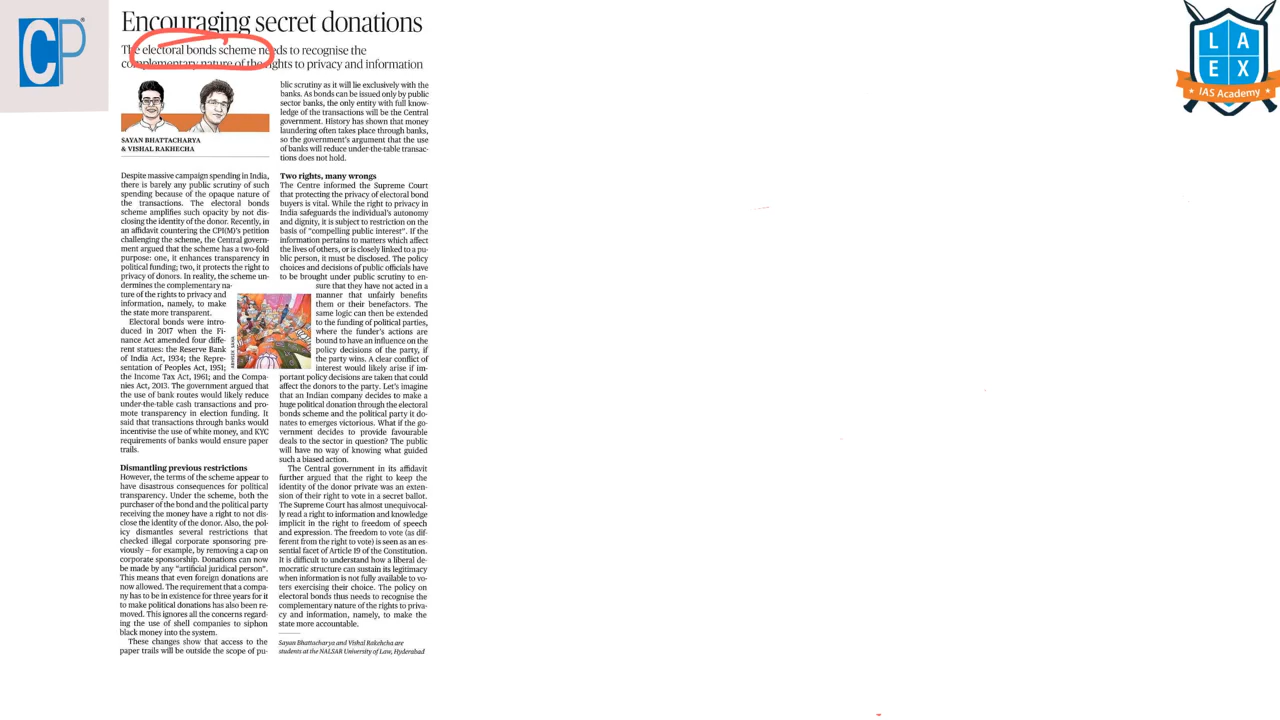 CP
LAEX
IAS Academy
Encouraging secret donations
The electoral bonds scheme needs to recognise the
complementary nature of the rights to privacy and information
SAYAN BHATTACHARYA
& VISHAL RAKHECHA
Despite massive campaign spending in India,
there is barely any public scrutiny of such
spending because of the opaque nature of
the transactions. The electoral bonds
scheme amplifies such opacity by not dis-
closing the identity of the donor. Recently, in
an affidavit countering the CPI(M)'s petition
challenging the scheme, the Central govern-
ment argued that the scheme has a two-fold
purpose: one, it enhances transparency in
political funding; two, it protects the right to
privacy of donors. In reality, the scheme un-
dermines the complementary na-
ture of the rights to privacy and
information, namely, to make
the state more transparent.
Electoral bonds were intro-
duced in 2017 when the Fi-
nance Act amended four diffe-
rent statues: the Reserve Bank
of India Act, 1934; the Repre-
sentation of Peoples Act, 1951;
the Income Tax Act, 1961; and the Compa-
nies Act, 2013. The government argued that
the use of bank routes would likely reduce
under-the-table cash transactions and pro-
mote transparency in election funding. It
said that transactions through banks would
incentivise the use of white money, and KYC
requirements of banks would ensure paper
trails.
Dismantling previous restrictions
However, the terms of the scheme appear to
have disastrous consequences for political
transparency. Under the scheme, both the
purchaser of the bond and the political party
receiving the money have a right to not dis-
close the identity of the donor. Also, the pol-
icy dismantles several restrictions that
checked illegal corporate sponsoring pre-
viously – for example, by removing a cap on
corporate sponsorship. Donations can now
be made by any "artificial juridical person".
This means that even foreign donations are
now allowed. The requirement that a compa-
ny has to be in existence for three years for it
to make political donations has also been re-
moved. This ignores all the concerns regard-
ing the use of shell companies to siphon
black money into the system.
These changes show that access to the
paper trails will be outside the scope of pu-
blic scrutiny as it will lie exclusively with the
banks. As bonds can be issued only by public
sector banks, the only entity with full know-
ledge of the transactions will be the Central
government. History has shown that money
laundering often takes place through banks,
so the government's argument that the use
of banks will reduce under-the-table transac-
tions does not hold.
Two rights, many wrongs
The Centre informed the Supreme Court
that protecting the privacy of electoral bond
buyers is vital. While the right to privacy in
India safeguards the individual's autonomy
and dignity, it is subject to restriction on the
basis of "compelling public interest". If the
information pertains to matters which affect
the lives of others, or is closely linked to a pu-
blic person, it must be disclosed. The policy
choices and decisions of public officials have
to be brought under public scrutiny to en-
sure that they have not acted in a
manner that unfairly benefits
them or their benefactors. The
same logic can then be extended
to the funding of political parties,
where the funder's actions are
bound to have an influence on the
policy decisions of the party, if
the party wins. A clear conflict of
interest would likely arise if im-
portant policy decisions are taken that could
affect the donors to the party. Let's imagine
that an Indian company decides to make a
huge political donation through the electoral
bonds scheme and the political party it do-
nates to emerges victorious. What if the go-
vernment decides to provide favourable
deals to the sector in question? The public
will have no way of knowing what guided
such a biased action.
The Central government in its affidavit
further argued that the right to keep the
identity of the donor private was an exten-
sion of their right to vote in a secret ballot.
The Supreme Court has almost unequivocal-
ly read a right to information and knowledge
implicit in the right to freedom of speech
and expression. The freedom to vote (as dif-
ferent from the right to vote) is seen as an es-
sential facet of Article 19 of the Constitution.
It is difficult to understand how a liberal de-
mocratic structure can sustain its legitimacy
when information is not fully available to vo-
ters exercising their choice. The policy on
electoral bonds thus needs to recognise the
complementary nature of the rights to priva-
cy and information, namely, to make the
state more accountable.
Sayan Bhattacharya and Vishal Rakehcha are
students at the NALSAR University of Law, Hyderabad